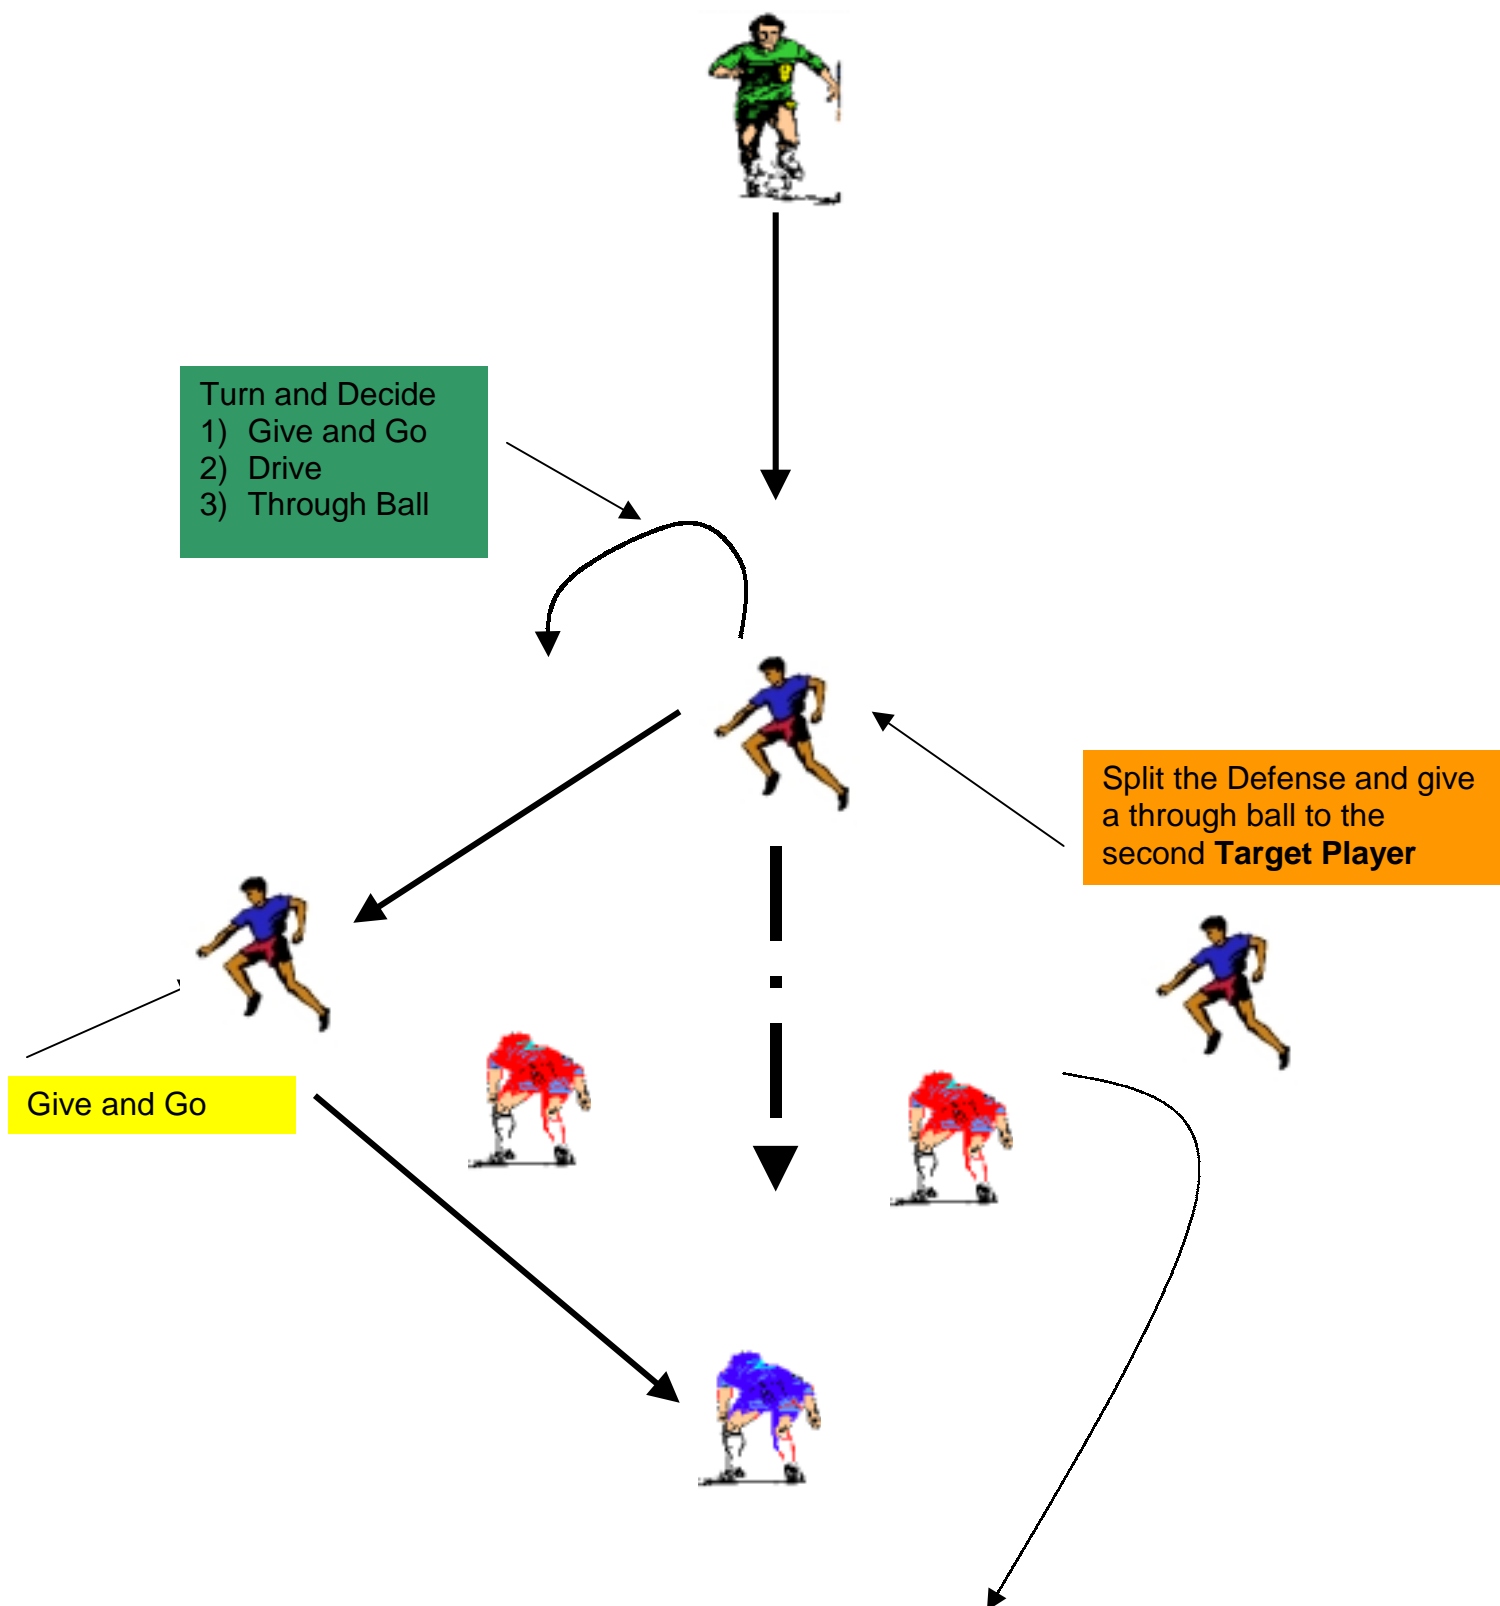 Turn and Decide
1) Give and Go
2) Drive
3) Through Ball
Split the Defense and give
a through ball to the
second Target Player
Give and Go